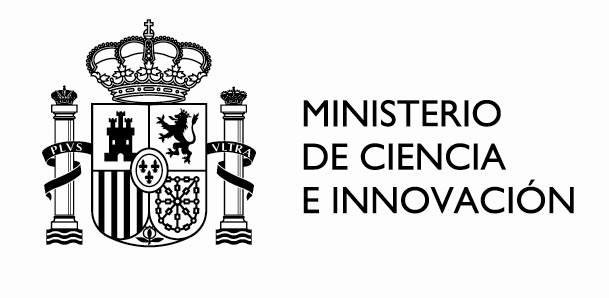 PLVS VLTRA
MINISTERIO
DE CIENCIA
E INNOVACIÓN